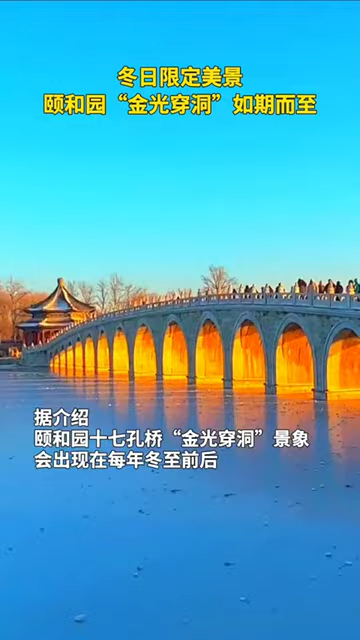 冬日限定美景
颐和园“金光穿洞”如期而至
据介绍
颐和园十七孔桥“金光穿洞”景象
会出现在每年冬至前后